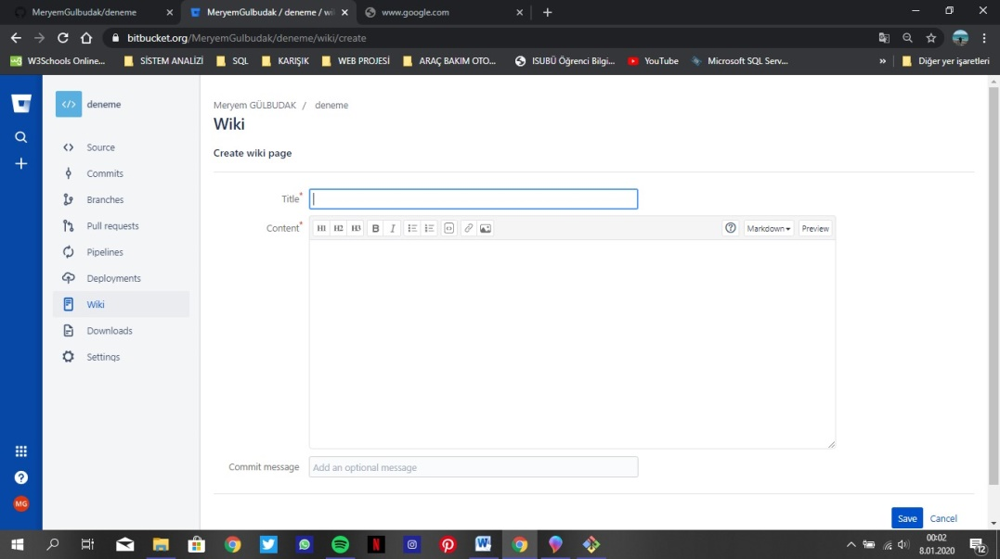 MeryemGulbudak/deneme
MeryemGulbudak / deneme / wi
www.google.com
bitbucket.org/MeryemGulbudak/deneme/wiki/create
W3Schools Online...
SİSTEM ANALİZİ
SQL
KARIŞIK
WEB PROJESİ
ARAÇ BAKIM OTO...
ISUBÜ Öğrenci Bilgi...
YouTube
Microsoft SQL Serv...
»
Diğer yer işaretleri
deneme
Source
Commits
Branches
Pull requests
Pipelines
Deployments
Wiki
Downloads
Settings
MG
Meryem GÜLBUDAK / deneme
Wiki
Create wiki page
Title*
Content*
H1 H2 H3 B I
Markdown
Preview
Commit message
Add an optional message
Save
Cancel
00:02
8.01.2020
12